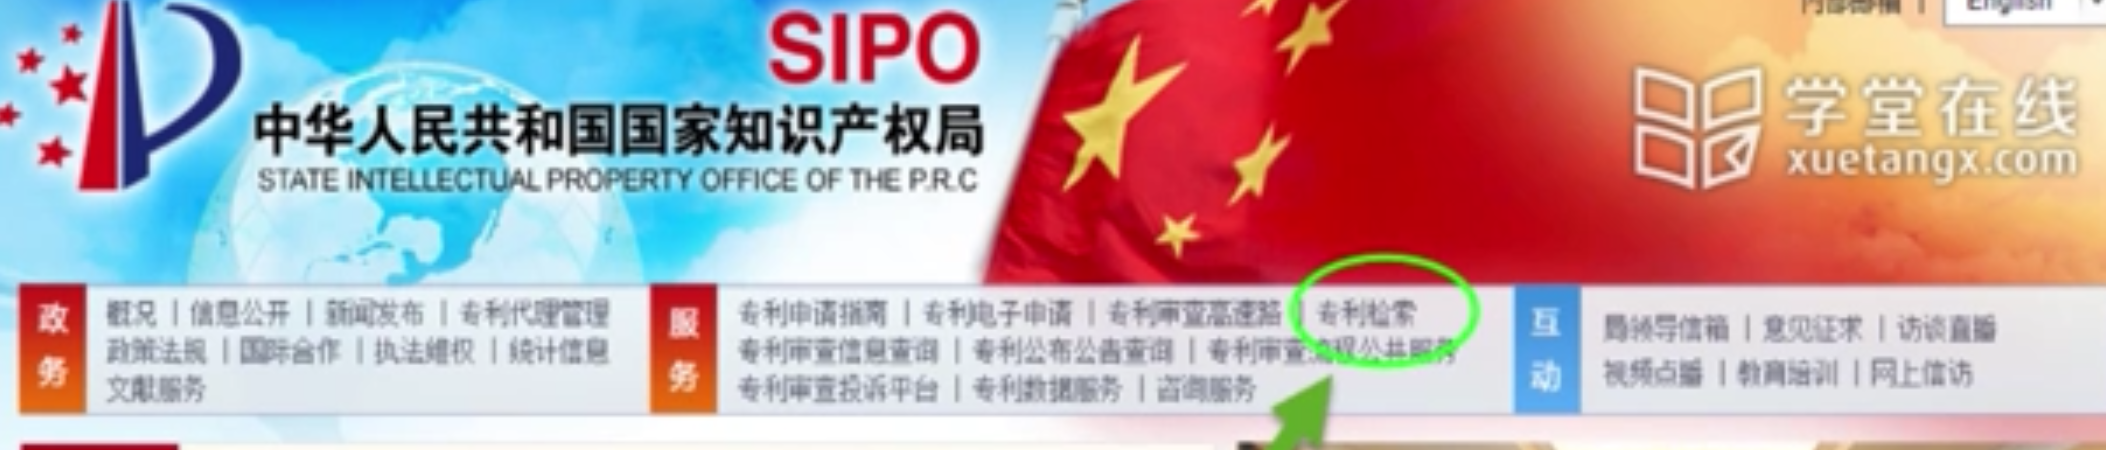 English
SIPO
中华人民共和国国家知识产权局
STATE INTELLECTUAL PROPERTY OFFICE OF THE P.R.C
学堂在线
xuetangx.com
政务
概况 | 信息公开 | 新闻发布 | 专利代理管理
政策法规 | 国际合作 | 执法维权 | 统计信息
文献服务
服务
专利申请指南 | 专利电子申请 | 专利审查高速路 | 专利检索
专利审查信息查询 | 专利公布公告查询 | 专利审查流程公共服务
专利审查投诉平台 | 专利数据服务 | 咨询服务
互动
局领导信箱 | 意见征求 | 访谈直播
视频点播 | 教育培训 | 网上信访